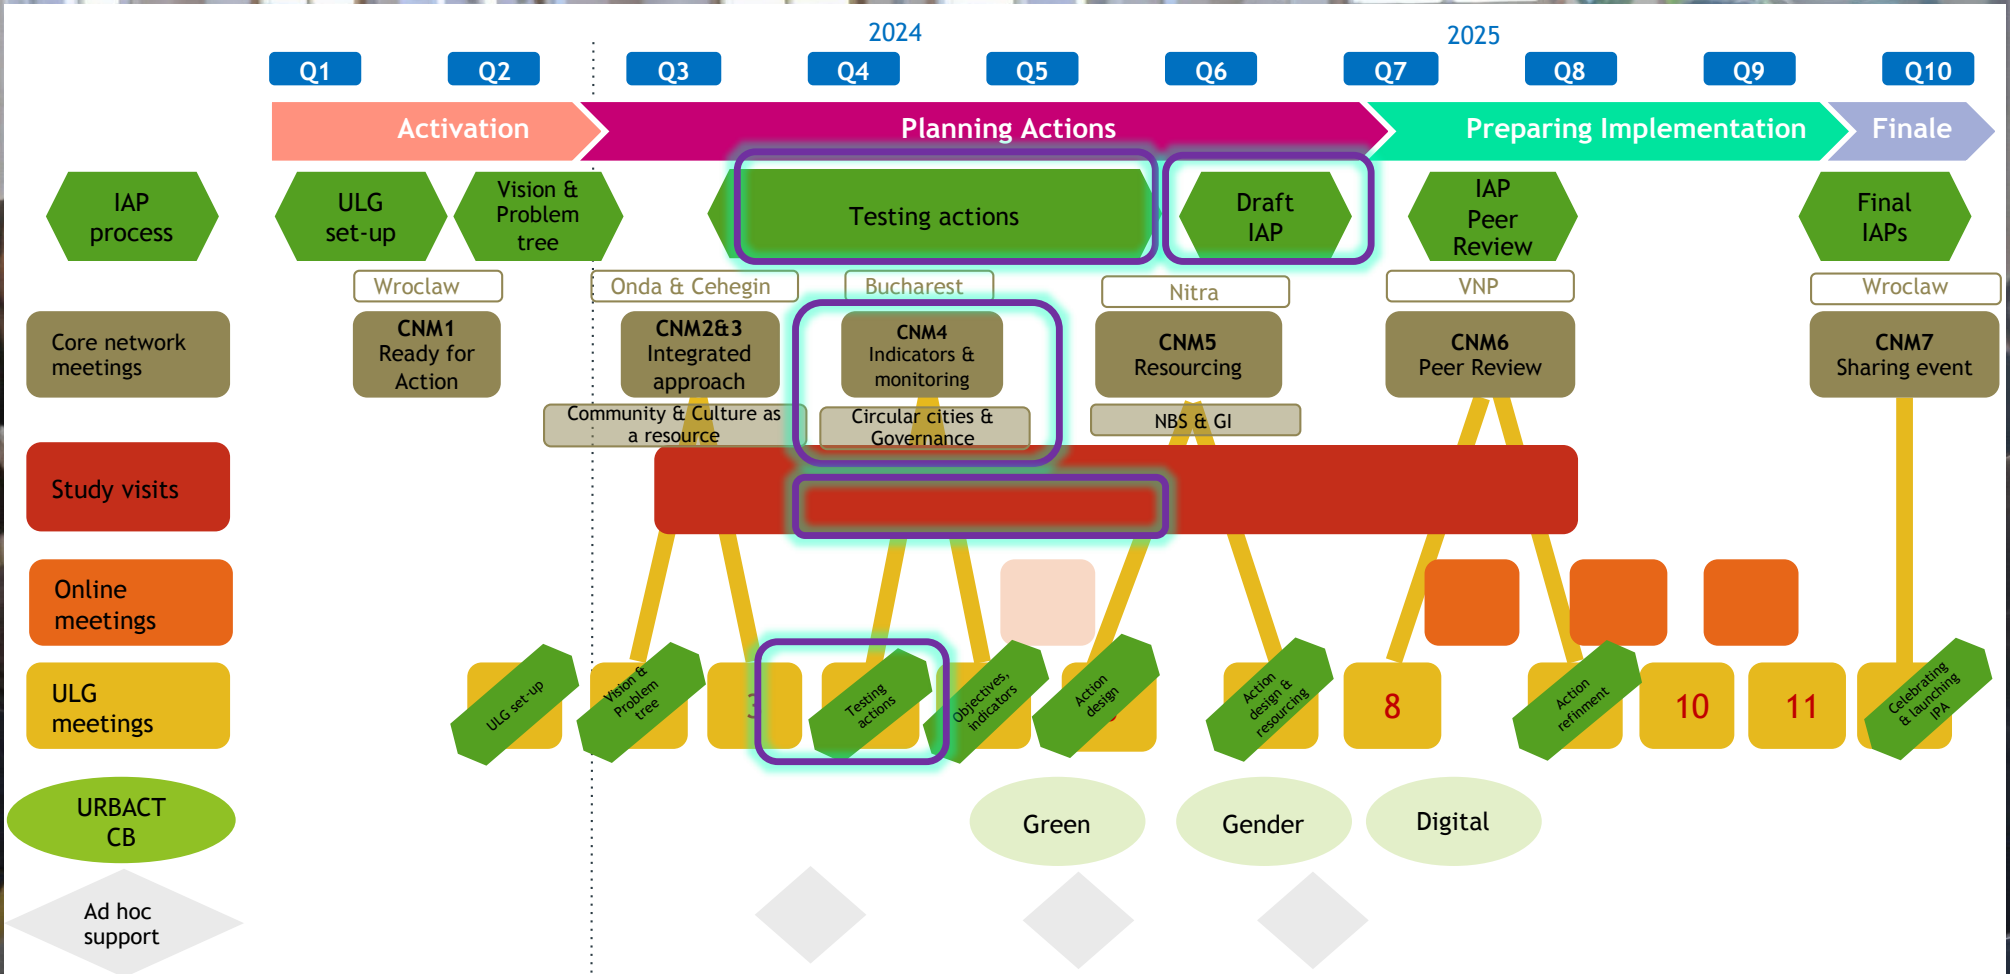 2024
2025
Q1
Q2
Q3
Q4
Q5
Q6
Q7
Q8
Q9
Q10
Activation
Planning Actions
Preparing Implementation
Finale
IAP
process
ULG
set-up
Vision &
Problem
tree
Testing actions
Draft
IAP
IAP
Peer
Review
Final
IAPs
Wroclaw
Onda & Cehegin
Bucharest
Nitra
VNP
Wroclaw
Core network
meetings
CNM1
Ready for
Action
CNM2&3
Integrated
approach
CNM4
Indicators &
monitoring
CNM5
Resourcing
CNM6
Peer Review
CNM7
Sharing event
Community & Culture as
a resource
Circular cities &
Governance
NBS & GI
Study visits
Online
meetings
ULG
meetings
ULG set-up
Vision &
Problem
tree
3
Testing
actions
Objectives,
indicators
Action
design
Action
design &
resourcing
8
Action
refinment
10
11
Celebrating
& launching
IPA
URBACT
CB
Green
Gender
Digital
Ad hoc
support